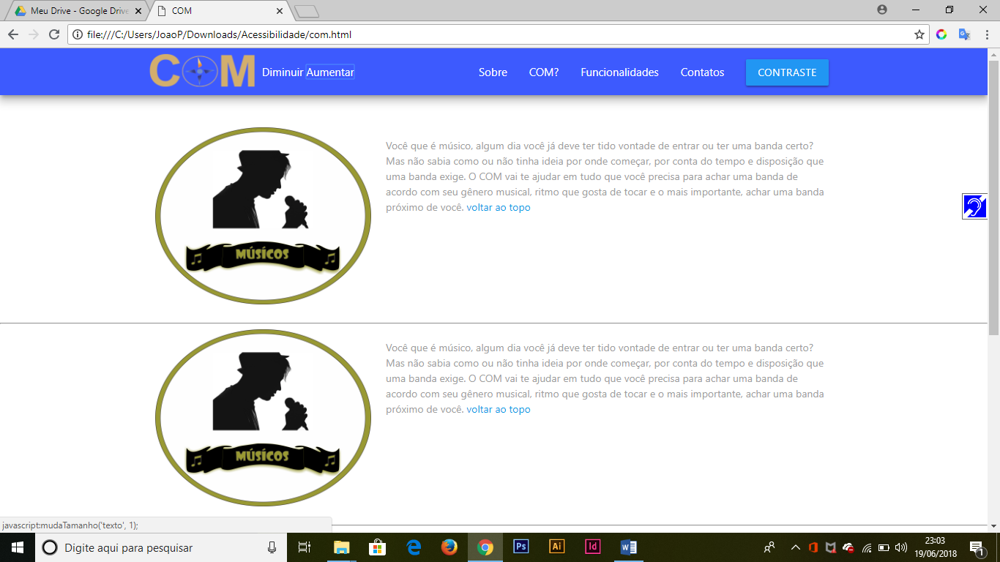 Meu Drive - Google Drive
COM
file:///C:/Users/JoaoP/Downloads/Acessibilidade/com.html
COM
Diminuir Aumentar
Sobre
COM?
Funcionalidades
Contatos
CONTRASTE
Você que é músico, algum dia você já deve ter tido vontade de entrar ou ter uma banda certo?
Mas não sabia como ou não tinha ideia por onde começar, por conta do tempo e disposição que
uma banda exige. O COM vai te ajudar em tudo que você precisa para achar uma banda de
acordo com seu gênero musical, ritmo que gosta de tocar e o mais importante, achar uma banda
próximo de você. voltar ao topo
MÚSÍCOS
Você que é músico, algum dia você já deve ter tido vontade de entrar ou ter uma banda certo?
Mas não sabia como ou não tinha ideia por onde começar, por conta do tempo e disposição que
uma banda exige. O COM vai te ajudar em tudo que você precisa para achar uma banda de
acordo com seu gênero musical, ritmo que gosta de tocar e o mais importante, achar uma banda
próximo de você. voltar ao topo
MÚSÍCOS
javascript:mudaTamanho('texto', 1);
Digite aqui para pesquisar
Ps
Ai
Id
23:03
19/06/2018
1